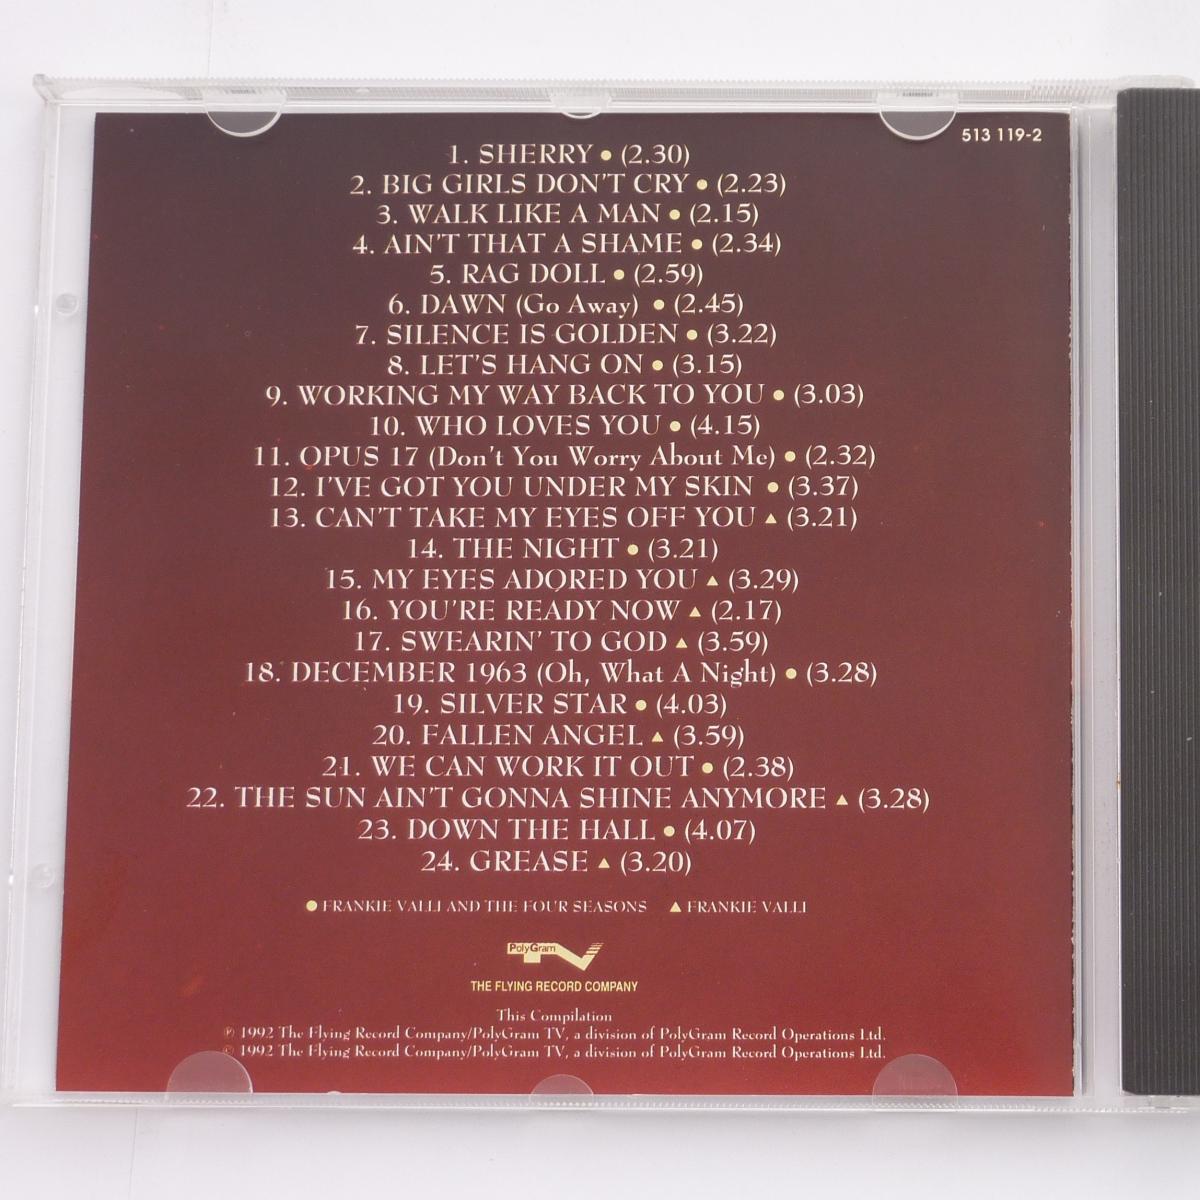 513 119-2
1. SHERRY • (2.30)
2. BIG GIRLS DON'T CRY • (2.23)
3. WALK LIKE A MAN • (2.15)
4. AIN'T THAT A SHAME • (2.34)
5. RAG DOLL • (2.59)
6. DAWN (Go Away) • (2.45)
7. SILENCE IS GOLDEN • (3.22)
8. LET'S HANG ON • (3.15)
9. WORKING MY WAY BACK TO YOU • (3.03)
10. WHO LOVES YOU • (4.15)
11. OPUS 17 (Don't You Worry About Me) • (2.32)
12. I'VE GOT YOU UNDER MY SKIN • (3.37)
13. CAN'T TAKE MY EYES OFF YOU ▲ (3.21)
14. THE NIGHT • (3.21)
15. MY EYES ADORED YOU ▲ (3.29)
16. YOU'RE READY NOW ▲ (2.17)
17. SWEARIN' TO GOD ▲ (3.59)
18. DECEMBER 1963 (Oh, What A Night) • (3.28)
19. SILVER STAR • (4.03)
20. FALLEN ANGEL ▲ (3.59)
21. WE CAN WORK IT OUT • (2.38)
22. THE SUN AIN'T GONNA SHINE ANYMORE ▲ (3.28)
23. DOWN THE HALL • (4.07)
24. GREASE ▲ (3.20)
• FRANKIE VALLI AND THE FOUR SEASONS ▲ FRANKIE VALLI
PolyGram TV
THE FLYING RECORD COMPANY
This Compilation
℗ 1992 The Flying Record Company/PolyGram TV, a division of PolyGram Record Operations Ltd.
© 1992 The Flying Record Company/PolyGram TV, a division of PolyGram Record Operations Ltd.